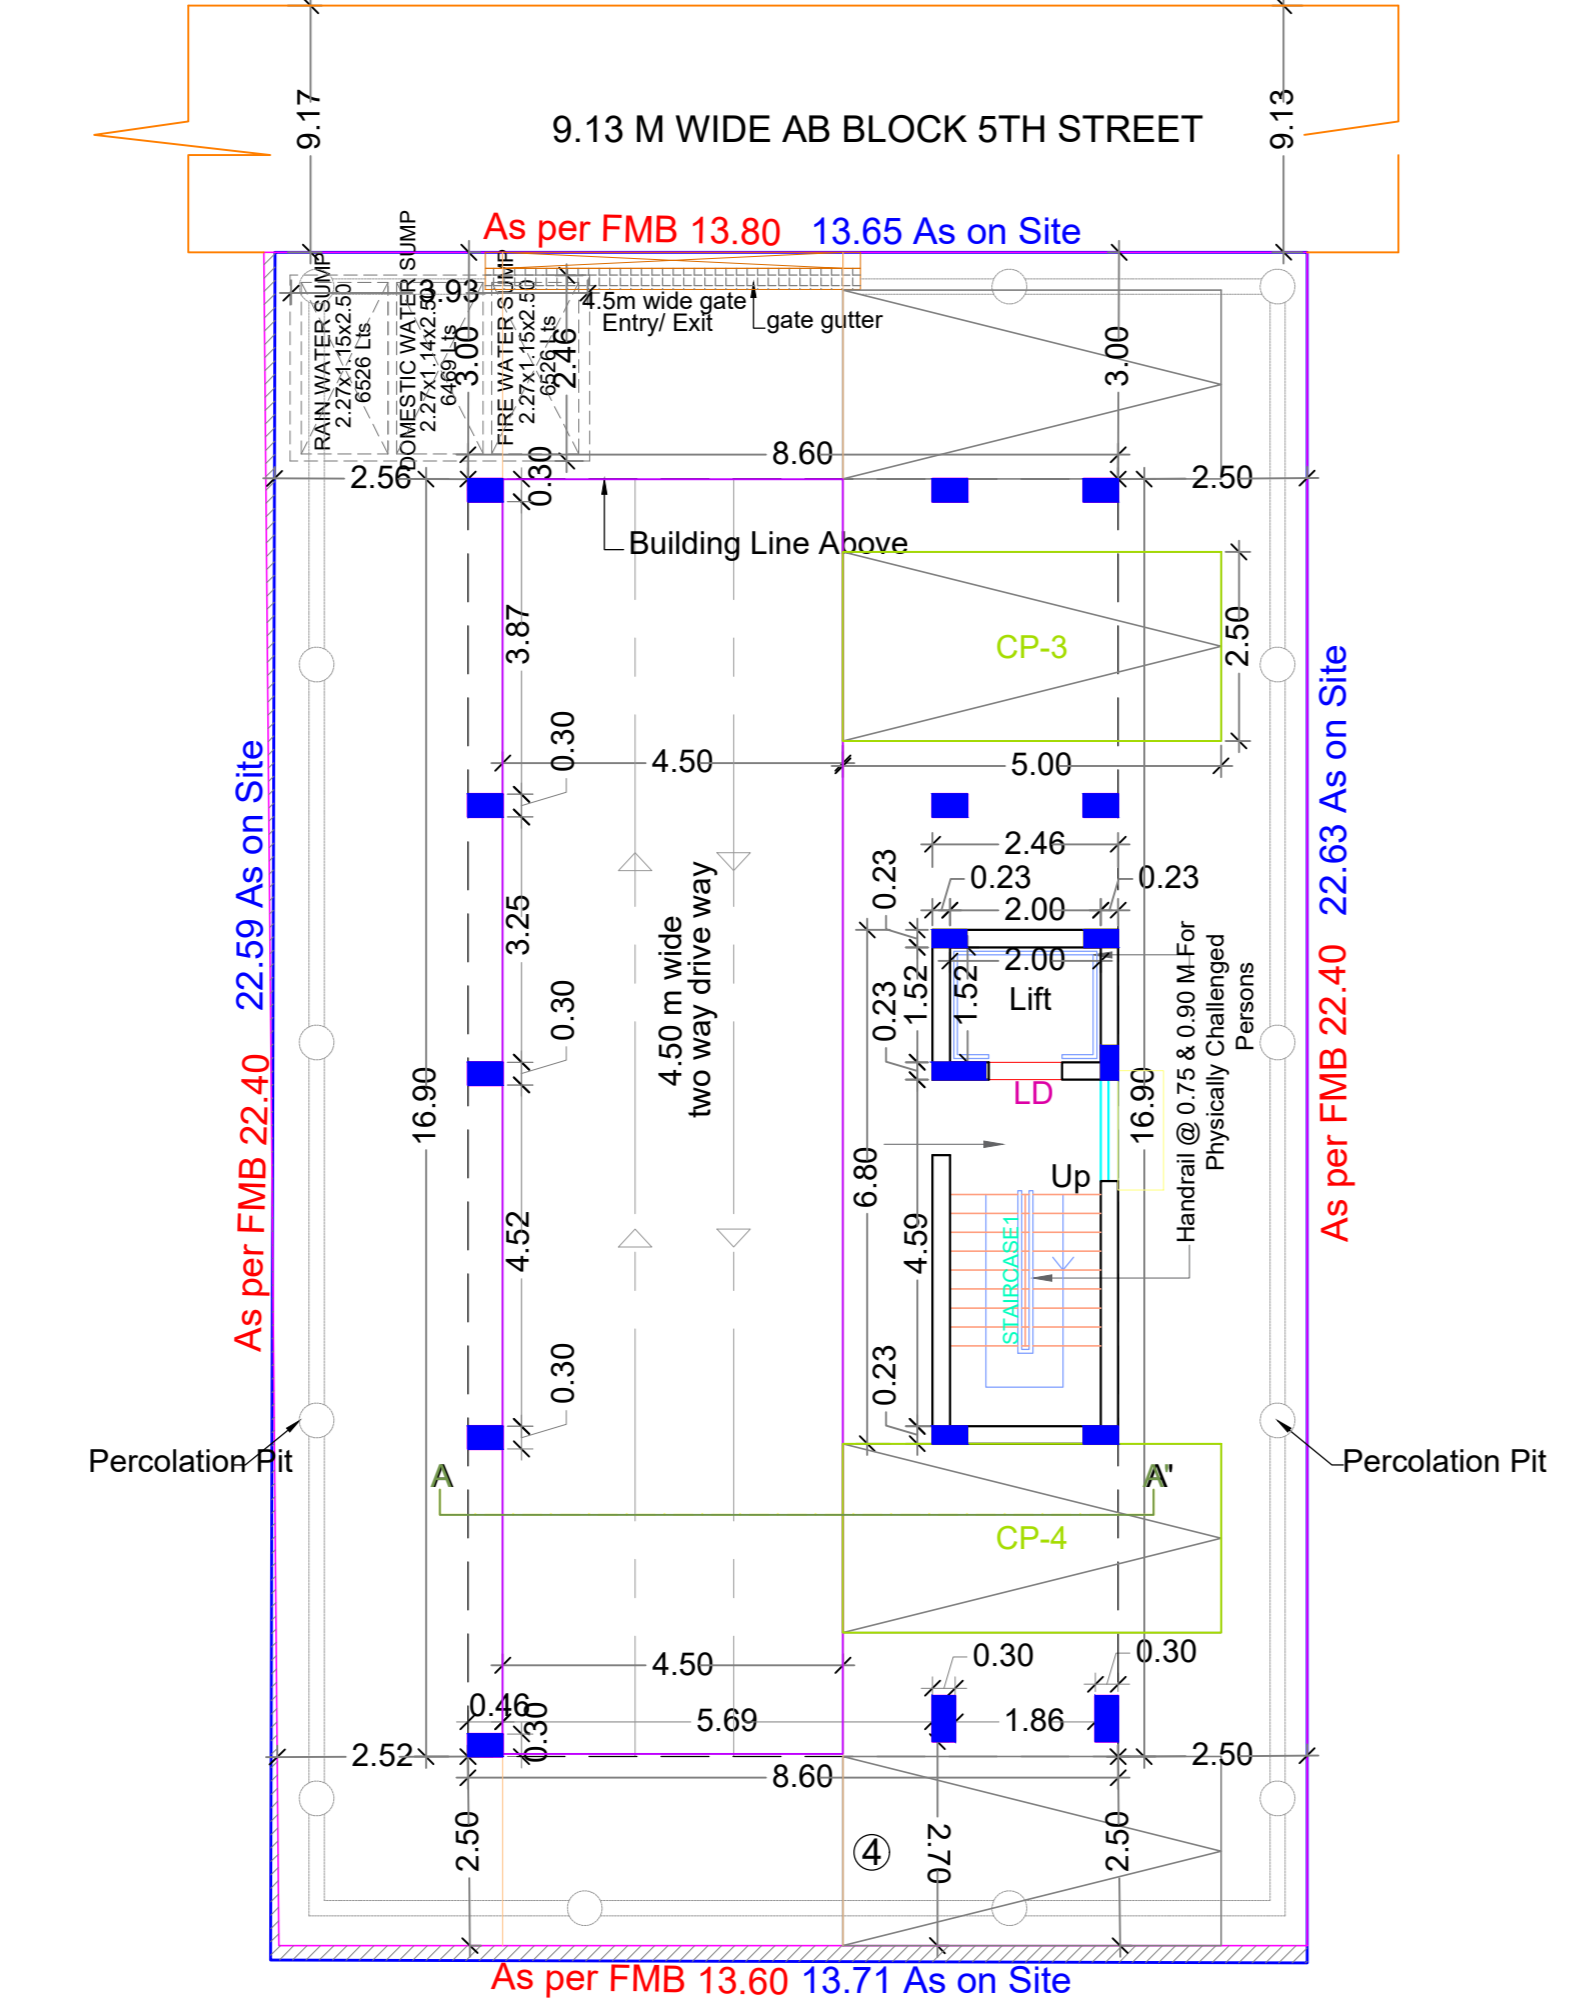 9.17
9.13
9.13 M WIDE AB BLOCK 5TH STREET
As per FMB 13.80 13.65 As on Site
RAIN WATER SUMP
2.27x1.15x2.50
6526 Lts
DOMESTIC WATER SUMP
2.27x1.14x2.50
6469 Lts
FIRE WATER SUMP
2.27x1.15x2.50
6526 Lts
3.93
3.00
2.46
4.5m wide gate
Entry/ Exit
gate gutter
3.00
8.60
2.56
0.30
2.50
Building Line Above
3.87
CP-3
2.50
0.30
4.50
5.00
2.46
0.23
0.23
0.23
2.00
3.25
4.50 m wide
two way drive way
0.30
0.23
1.52
1.52
2.00
Lift
LD
Handrail @ 0.75 & 0.90 M For
Physically Challenged
Persons
22.59 As on Site
As per FMB 22.40
22.63 As on Site
As per FMB 22.40
16.90
16.90
6.80
Up
4.59
4.52
STAIRCASE1
0.30
0.23
Percolation Pit
Percolation Pit
A
A"
CP-4
4.50
0.30
0.30
0.46
0.30
5.69
1.86
2.52
2.50
8.60
2.50
4
2.70
2.50
As per FMB 13.60 13.71 As on Site